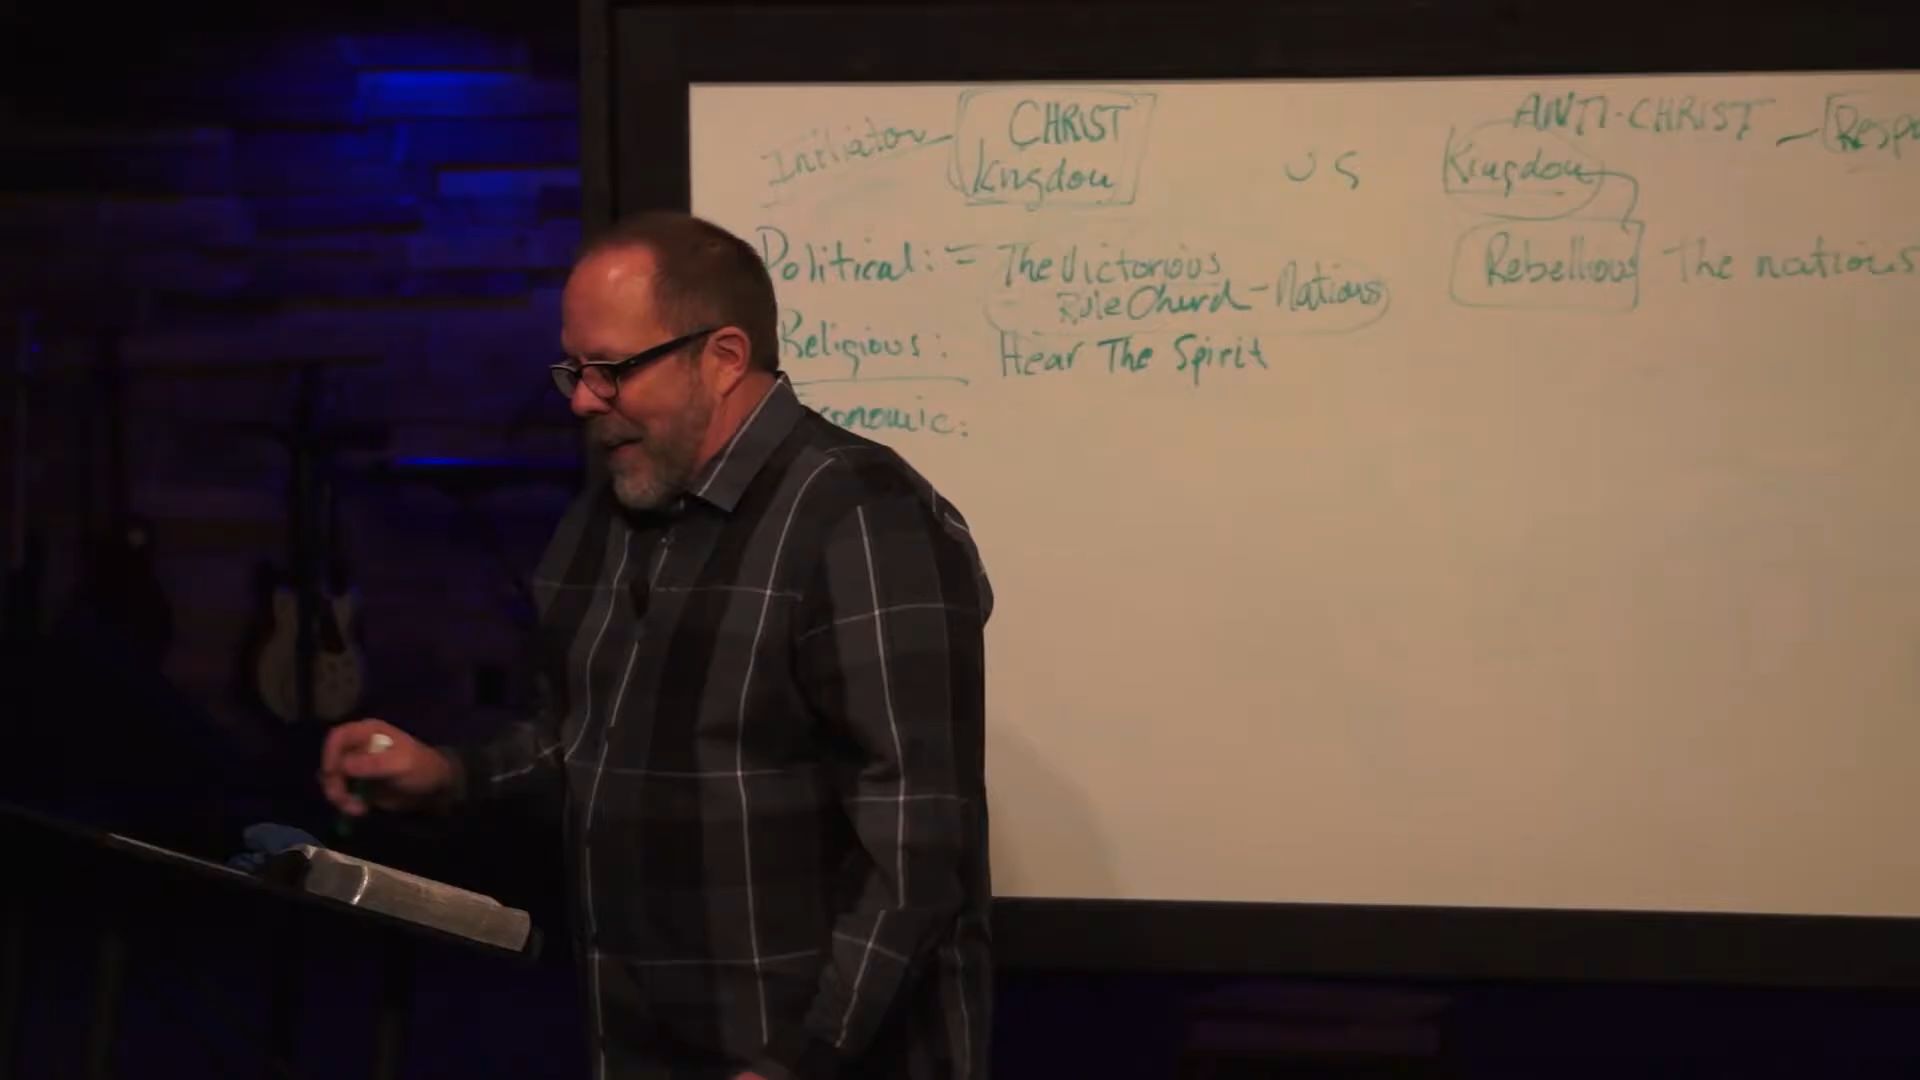 Initiator CHRIST vs ANTI-CHRIST
Kingdom Kingdom
Political: = The Victorious Rebellious The nations
Rule Church - Nations
Religious: Hear The Spirit
conomic: